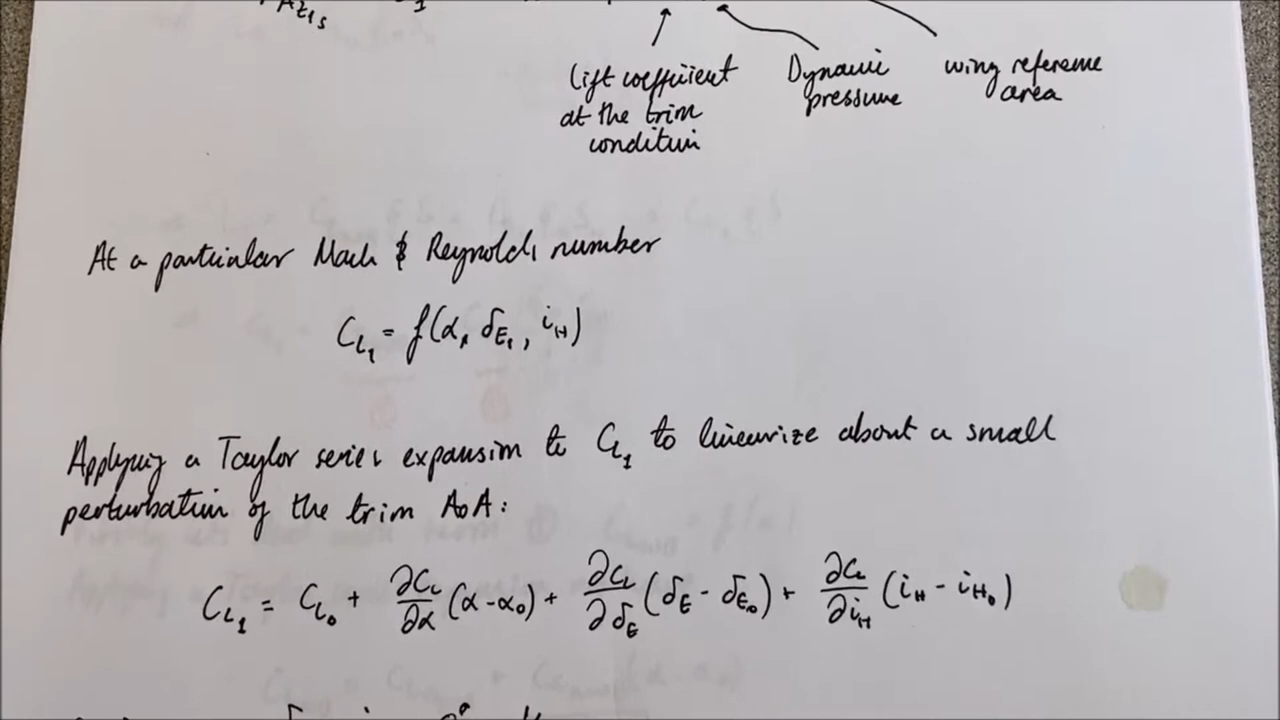 Lift coefficient
at the trim
condition
Dynamic
pressure
wing reference
area
At a particular Mach & Reynolds number
C_{L_1} = f(α, δ_{E_1}, i_H)
Applying a Taylor series expansion to C_{L_1} to linearize about a small
perturbation of the trim AoA:
C_{L_1} = C_{L_0} + ∂C_L/∂α (α - α_0) + ∂C_L/∂δ_E (δ_E - δ_{E_0}) + ∂C_L/∂i_H (i_H - i_{H_0})